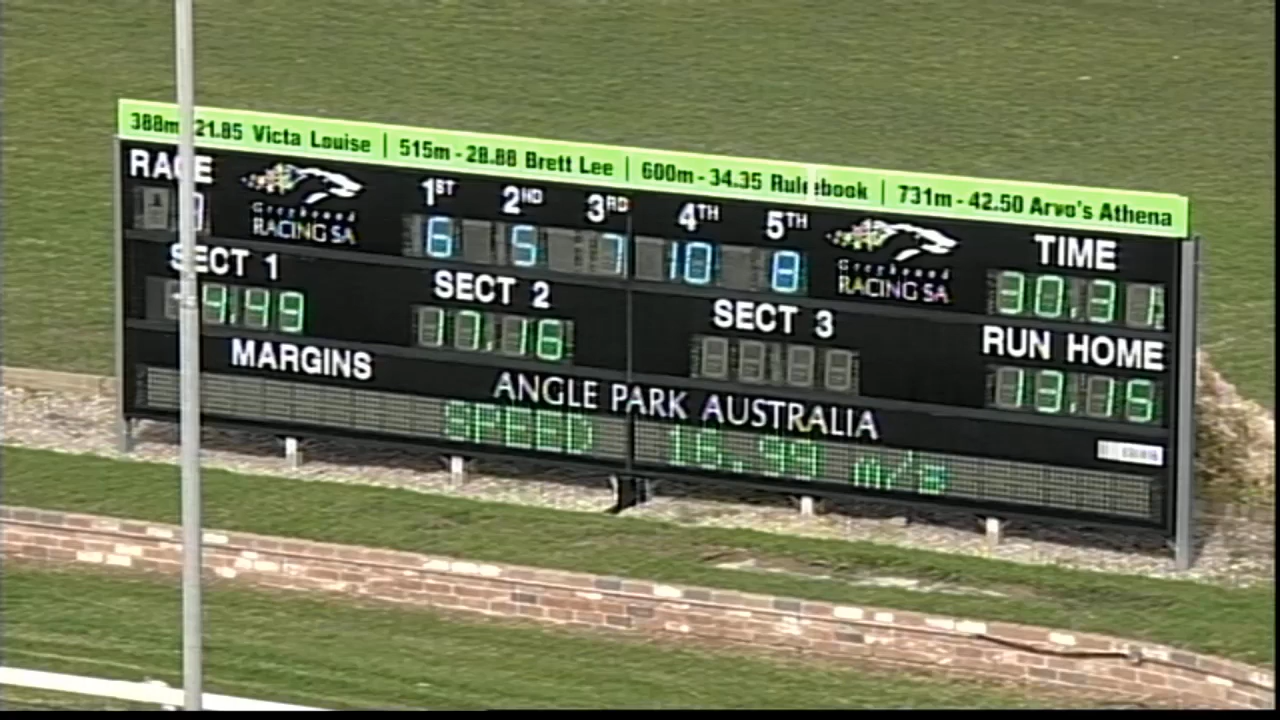 388m - 21.85 Victa Louise | 515m - 28.88 Brett Lee | 600m - 34.35 Rulebook | 731m - 42.50 Arvo's Athena
RACE
Greyhound
RACING SA
1ST 2ND 3RD 4TH 5TH
6 5 7 10 8
Greyhound
RACING SA
TIME
30.31
SECT 1
4.49
SECT 2
17.16
SECT 3
RUN HOME
13.15
MARGINS
ANGLE PARK AUSTRALIA
SPEED 16.99 m/s